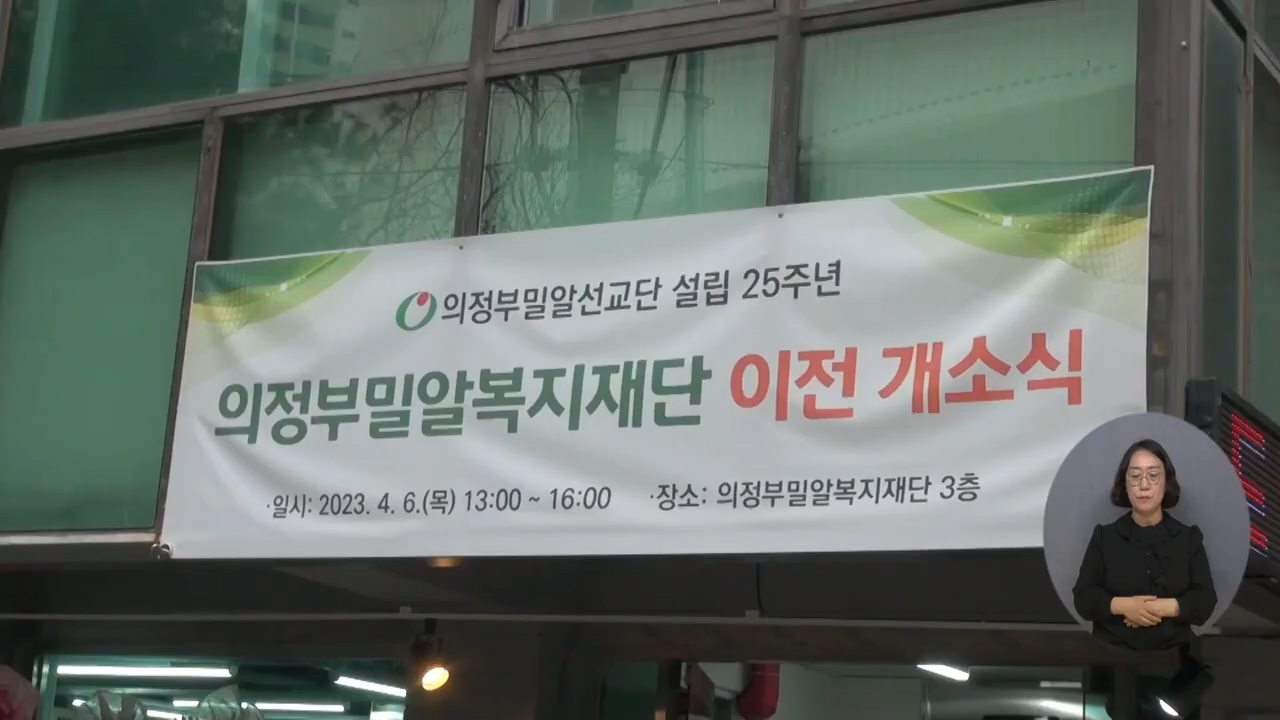 의정부밀알선교단 설립 25주년
의정부밀알복지재단 이전 개소식
·일시: 2023. 4. 6.(목) 13:00 ~ 16:00 ·장소: 의정부밀알복지재단 3층